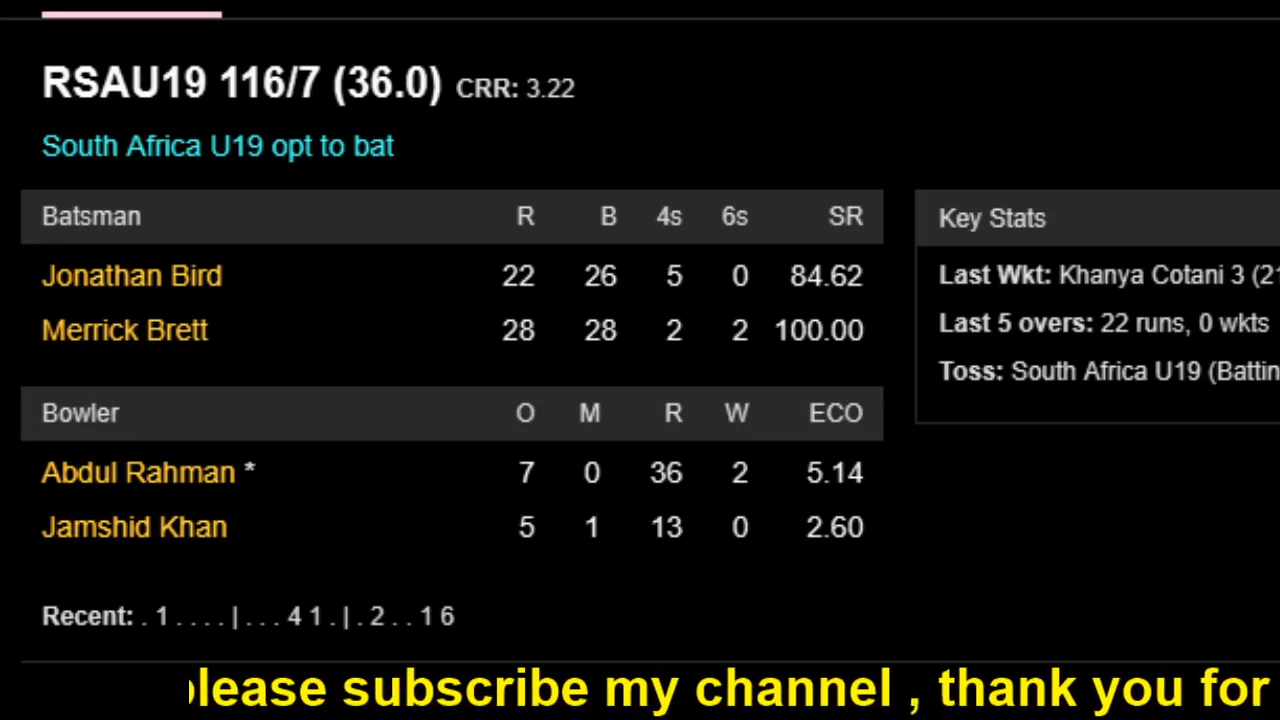 RSAU19 116/7 (36.0) CRR: 3.22
South Africa U19 opt to bat
Batsman R B 4s 6s SR
Jonathan Bird 22 26 5 0 84.62
Merrick Brett 28 28 2 2 100.00
Bowler O M R W ECO
Abdul Rahman * 7 0 36 2 5.14
Jamshid Khan 5 1 13 0 2.60
Recent: . 1 . . . . | . . . 4 1 . | . 2 . . 1 6
Key Stats
Last Wkt: Khanya Cotani 3 (21
Last 5 overs: 22 runs, 0 wkts
Toss: South Africa U19 (Battin
please subscribe my channel , thank you for